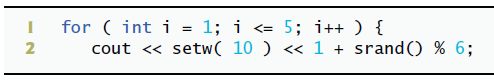 1 for ( int i = 1; i <= 5; i++ ) {
2 cout << setw( 10 ) << 1 + srand() % 6;